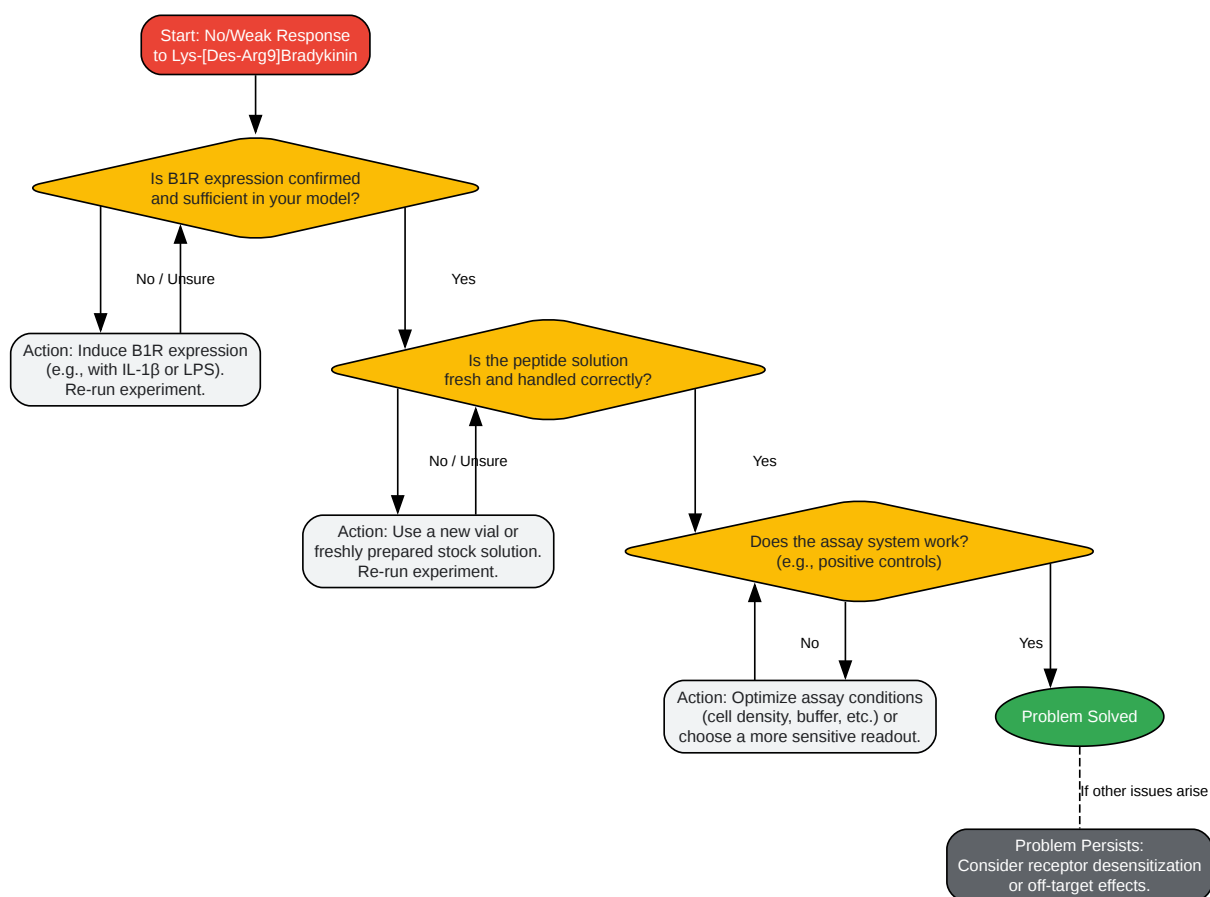 Start: No/Weak Response
to Lys-[Des-Arg9]Bradykinin
Is B1R expression confirmed
and sufficient in your model?
No / Unsure
Yes
Action: Induce B1R expression
(e.g., with IL-1β or LPS).
Re-run experiment.
Is the peptide solution
fresh and handled correctly?
No / Unsure
Yes
Action: Use a new vial or
freshly prepared stock solution.
Re-run experiment.
Does the assay system work?
(e.g., positive controls)
No
Yes
Action: Optimize assay conditions
(cell density, buffer, etc.) or
choose a more sensitive readout.
Problem Solved
If other issues arise
Problem Persists:
Consider receptor desensitization
or off-target effects.